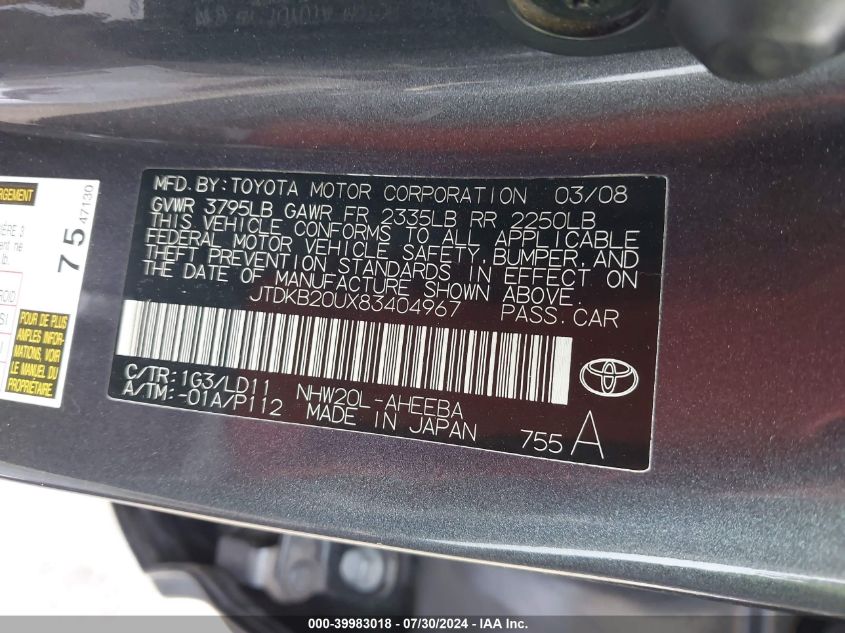 MFD. BY: TOYOTA MOTOR CORPORATION 03/08
GVWR 3795LB GAWR FR 2335LB RR 2250LB
THIS VEHICLE CONFORMS TO ALL APPLICABLE
FEDERAL MOTOR VEHICLE SAFETY, BUMPER, AND
THEFT PREVENTION STANDARDS IN EFFECT ON
THE DATE OF MANUFACTURE SHOWN ABOVE.
JTDKB20UX83404967 PASS. CAR
C/TR: 1G3/LD11 NHW20L-AHEEBA
A/TM: -01A/P112 MADE IN JAPAN 755 A
75 47130
POUR PLUS
AMPLES INFOR-
MATIONS, VOIR
LE MANUEL DU
PROPRIÉTAIRE
000-39983018 - 07/30/2024 - IAA Inc.